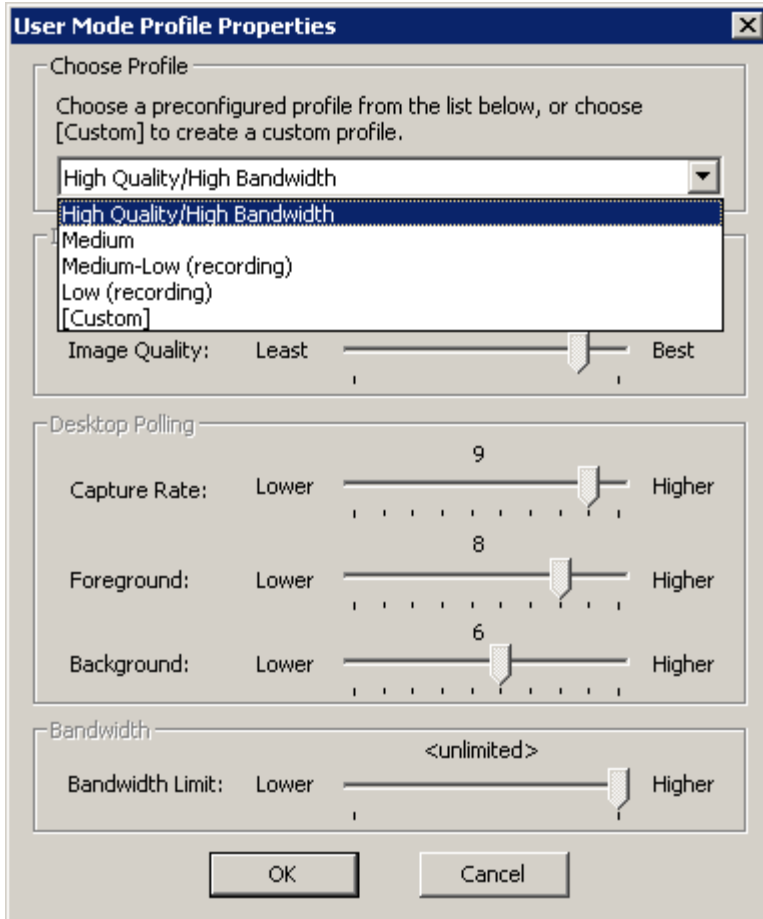 User Mode Profile Properties
Choose Profile
Choose a preconfigured profile from the list below, or choose
[Custom] to create a custom profile.
High Quality/High Bandwidth
High Quality/High Bandwidth
Medium
Medium-Low (recording)
Low (recording)
[Custom]
Image Quality: Least Best
Desktop Polling
9
Capture Rate: Lower Higher
8
Foreground: Lower Higher
6
Background: Lower Higher
Bandwidth
<unlimited>
Bandwidth Limit: Lower Higher
OK Cancel